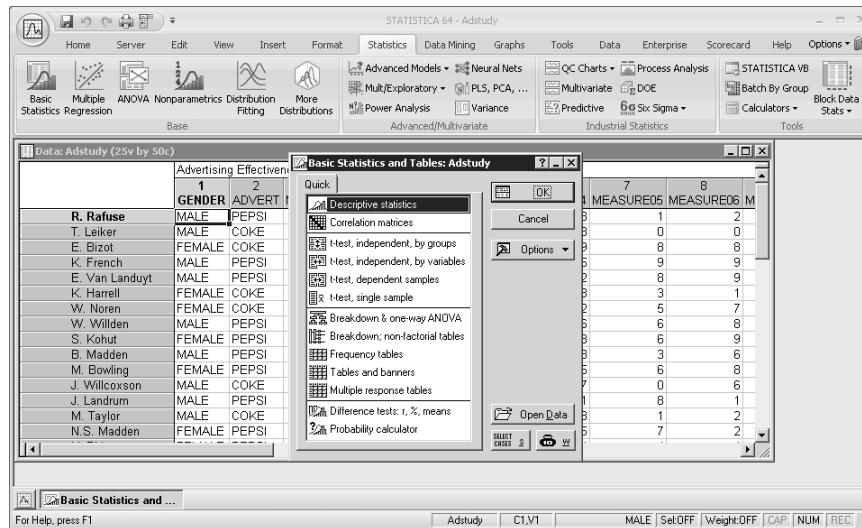 STATISTICA 64 - Adstudy
Home Server Edit View Insert Format Statistics Data Mining Graphs Tools Data Enterprise Scorecard Help Options
Basic Statistics
Multiple Regression
ANOVA
Nonparametrics
Distribution Fitting
More Distributions
Base
Advanced Models
Mult/Exploratory
Power Analysis
Neural Nets
PLS, PCA, ...
Variance
Advanced/Multivariate
QC Charts
Multivariate
Predictive
Process Analysis
DOE
Six Sigma
Industrial Statistics
STATISTICA VB
Batch By Group
Calculators
Block Data Stats
Tools
Data: Adstudy (25v by 50c)
Advertising
1 GENDER
2 ADVERT
7 MEASURE05
8 MEASURE06
R. Rafuse MALE PEPSI 1 2
T. Leiker MALE COKE 0 0
E. Bizot FEMALE COKE 8 8
K. French MALE PEPSI 9 9
E. Van Landuyt MALE PEPSI 8 9
K. Harrell FEMALE COKE 3 1
W. Noren FEMALE COKE 5 7
W. Willden MALE PEPSI 6 8
S. Kohut FEMALE PEPSI 6 9
B. Madden MALE PEPSI 3 6
M. Bowling FEMALE PEPSI 6 8
J. Willcoxson MALE COKE 0 6
J. Landrum MALE PEPSI 8 1
M. Taylor MALE COKE 1 2
N.S. Madden FEMALE PEPSI 7 2
Basic Statistics and Tables: Adstudy
Quick
Descriptive statistics
Correlation matrices
t-test, independent, by groups
t-test, independent, by variables
t-test, dependent samples
t-test, single sample
Breakdown & one-way ANOVA
Breakdown; non-factorial tables
Frequency tables
Tables and banners
Multiple response tables
Difference tests: r, %, means
Probability calculator
OK
Cancel
Options
Open Data
SELECT CASES S
W
Basic Statistics and ...
For Help, press F1 Adstudy C1,V1 MALE Sel:OFF Weight:OFF CAP NUM REC